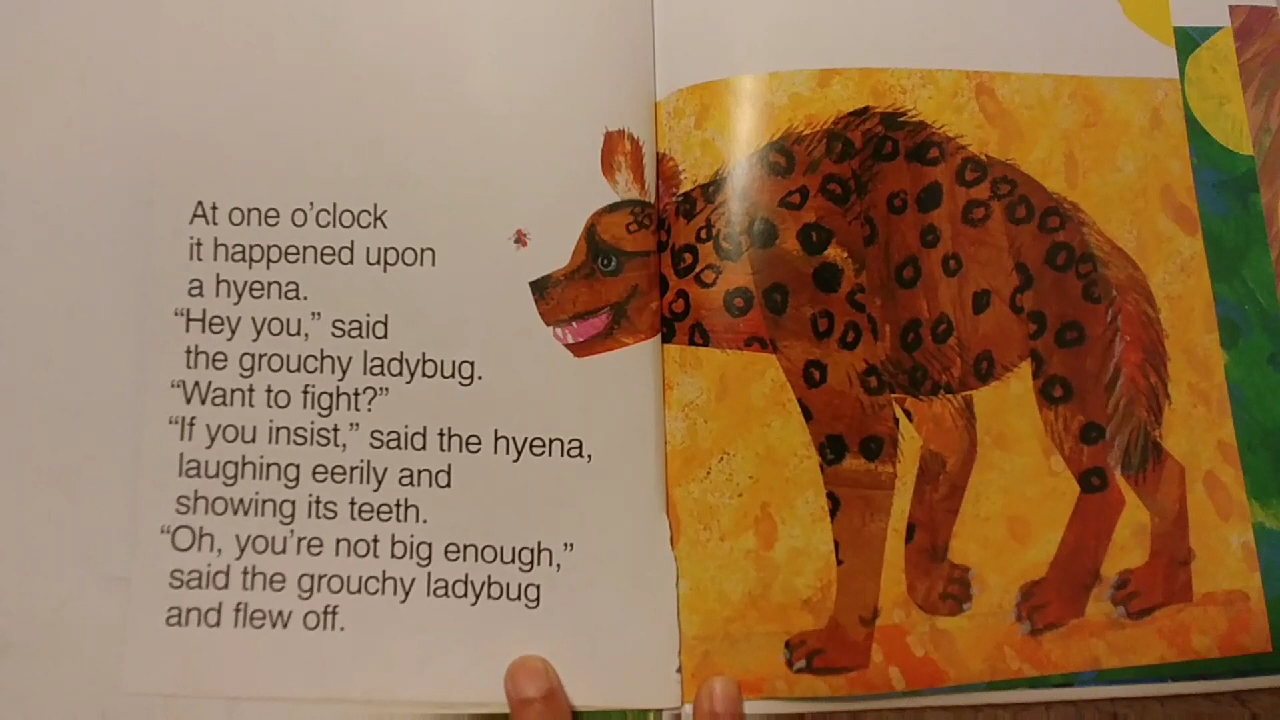 At one o’clock
it happened upon
a hyena.
“Hey you,” said
the grouchy ladybug.
“Want to fight?”
“If you insist,” said the hyena,
laughing eerily and
showing its teeth.
“Oh, you’re not big enough,”
said the grouchy ladybug
and flew off.